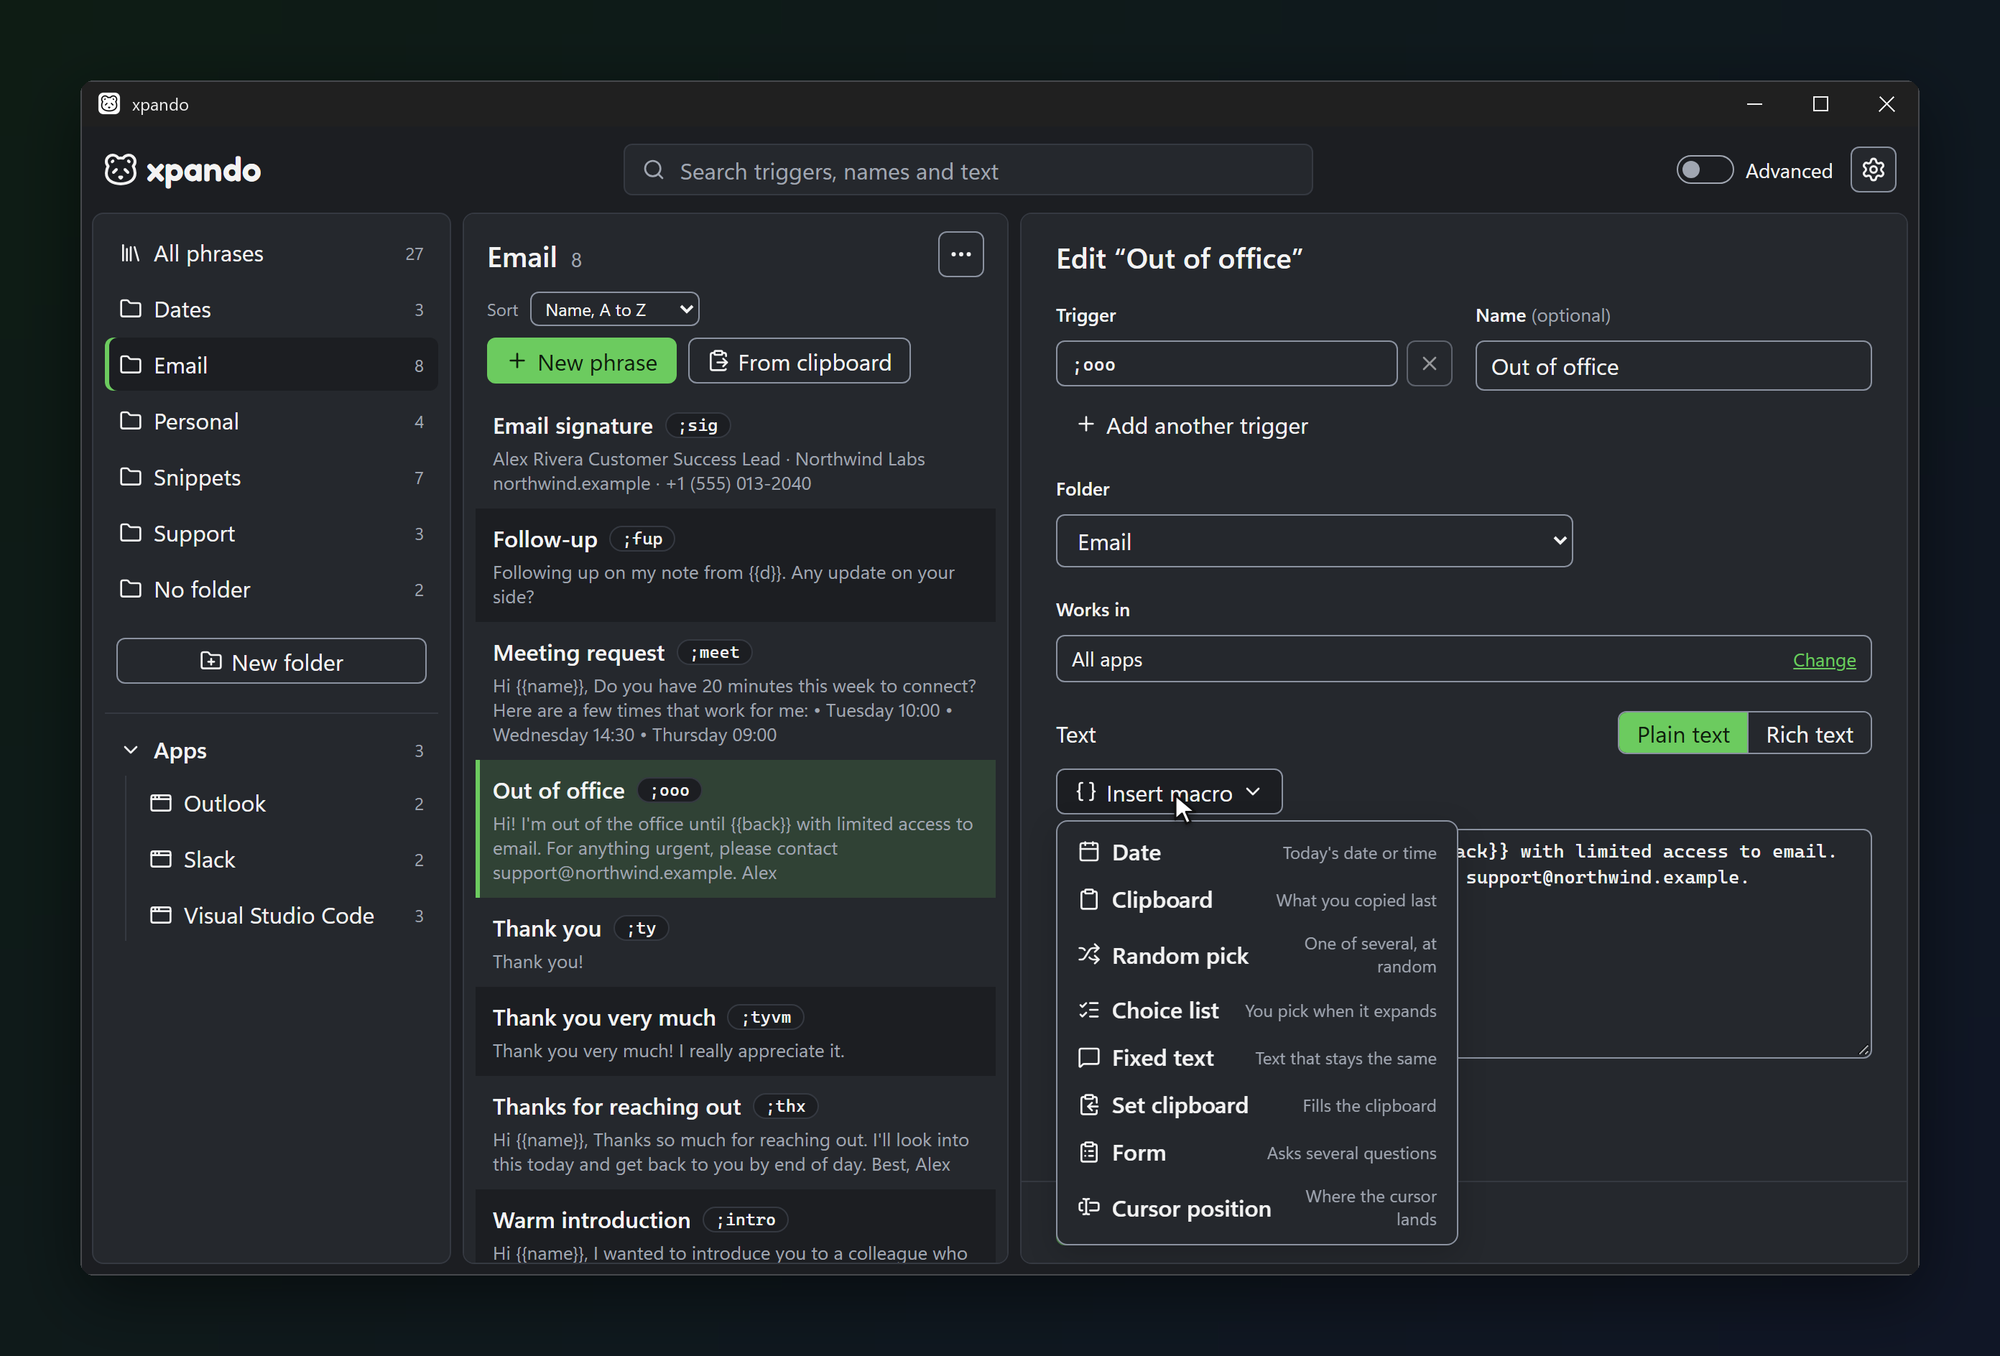 xpando
xpando
Search triggers, names and text
Advanced
All phrases 27
Dates 3
Email 8
Personal 4
Snippets 7
Support 3
No folder 2
New folder
Apps 3
Outlook 2
Slack 2
Visual Studio Code 3
Email 8
Sort Name, A to Z
+ New phrase From clipboard
Email signature ;sig
Alex Rivera Customer Success Lead · Northwind Labs
northwind.example · +1 (555) 013-2040
Follow-up ;fup
Following up on my note from {{d}}. Any update on your
side?
Meeting request ;meet
Hi {{name}}, Do you have 20 minutes this week to connect?
Here are a few times that work for me: • Tuesday 10:00 •
Wednesday 14:30 • Thursday 09:00
Out of office ;ooo
Hi! I'm out of the office until {{back}} with limited access to
email. For anything urgent, please contact
support@northwind.example. Alex
Thank you ;ty
Thank you!
Thank you very much ;tyvm
Thank you very much! I really appreciate it.
Thanks for reaching out ;thx
Hi {{name}}, Thanks so much for reaching out. I'll look into
this today and get back to you by end of day. Best, Alex
Warm introduction ;intro
Hi {{name}}, I wanted to introduce you to a colleague who
Edit “Out of office”
Trigger Name (optional)
;ooo Out of office
+ Add another trigger
Folder
Email
Works in
All apps Change
Text Plain text Rich text
{} Insert macro
ack}} with limited access to email.
support@northwind.example.
Date Today's date or time
Clipboard What you copied last
Random pick One of several, at
random
Choice list You pick when it expands
Fixed text Text that stays the same
Set clipboard Fills the clipboard
Form Asks several questions
Cursor position Where the cursor
lands